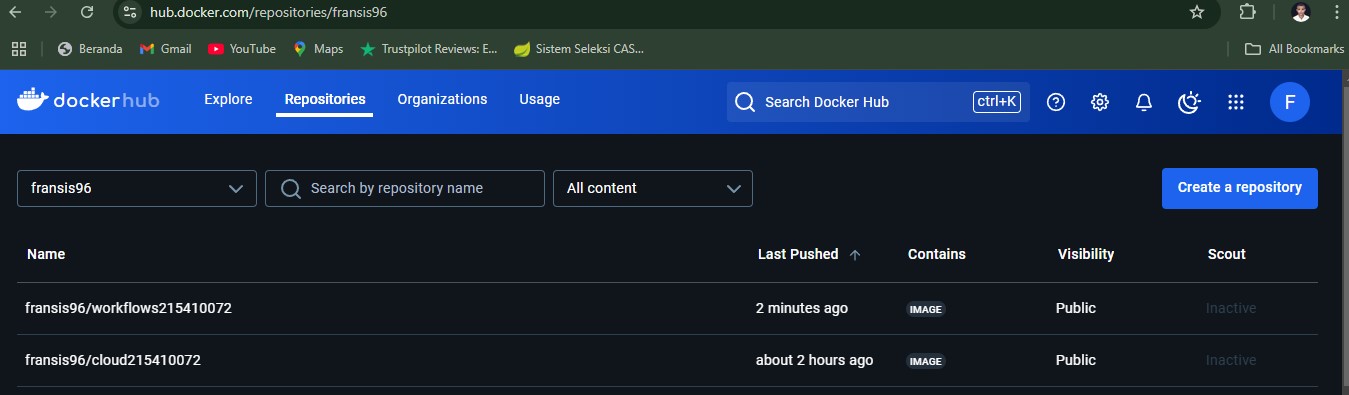 hub.docker.com/repositories/fransis96
Beranda Gmail YouTube Maps Trustpilot Reviews: E... Sistem Seleksi CAS... All Bookmarks
dockerhub Explore Repositories Organizations Usage Search Docker Hub ctrl+K F
fransis96 Search by repository name All content Create a repository
Name Last Pushed Contains Visibility Scout
fransis96/workflows215410072 2 minutes ago IMAGE Public Inactive
fransis96/cloud215410072 about 2 hours ago IMAGE Public Inactive